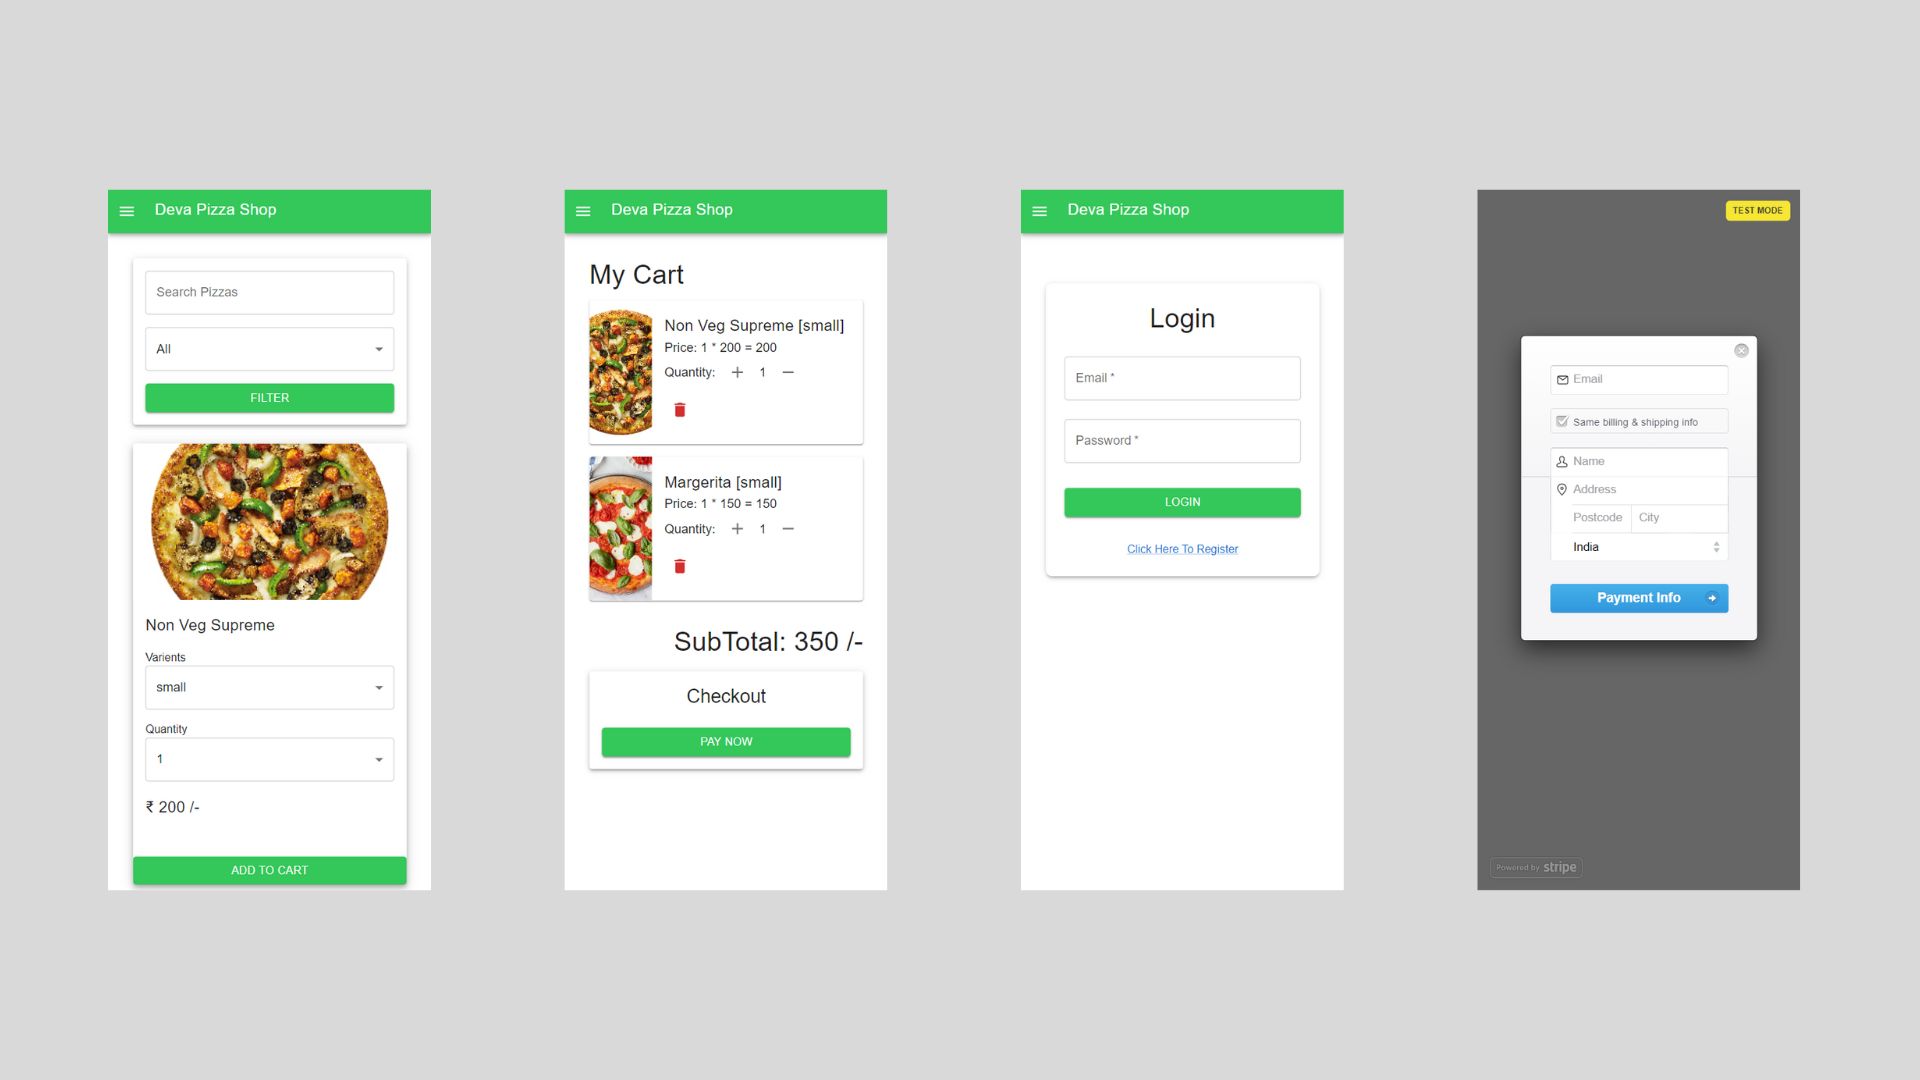 Deva Pizza Shop
Search Pizzas
All
FILTER
Non Veg Supreme
Varients
small
Quantity
1
₹ 200 /-
ADD TO CART
Deva Pizza Shop
My Cart
Non Veg Supreme [small]
Price: 1 * 200 = 200
Quantity: + 1 −
Margerita [small]
Price: 1 * 150 = 150
Quantity: + 1 −
SubTotal: 350 /-
Checkout
PAY NOW
Deva Pizza Shop
Login
Email *
Password *
LOGIN
Click Here To Register
TEST MODE
Email
Same billing & shipping info
Name
Address
Postcode City
India
Payment Info
Powered by stripe